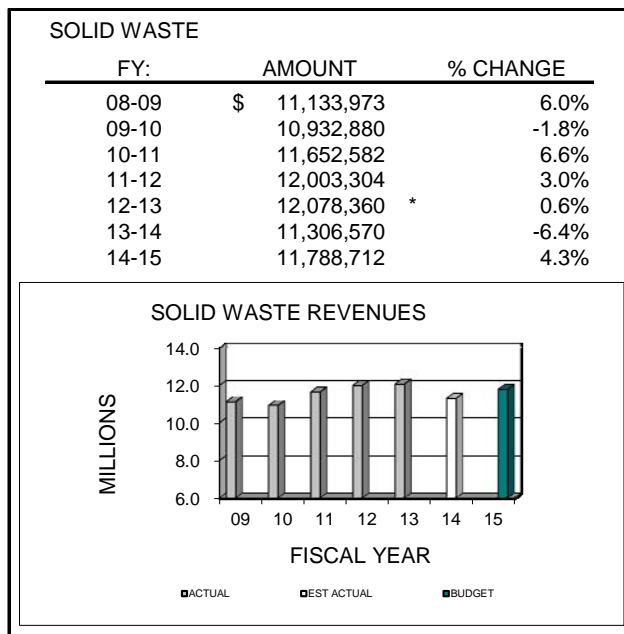 SOLID WASTE
FY: AMOUNT % CHANGE
08-09 $ 11,133,973 6.0%
09-10 10,932,880 -1.8%
10-11 11,652,582 6.6%
11-12 12,003,304 3.0%
12-13 12,078,360 * 0.6%
13-14 11,306,570 -6.4%
14-15 11,788,712 4.3%
SOLID WASTE REVENUES
14.0
12.0
10.0
8.0
6.0
MILLIONS
09 10 11 12 13 14 15
FISCAL YEAR
ACTUAL EST ACTUAL BUDGET